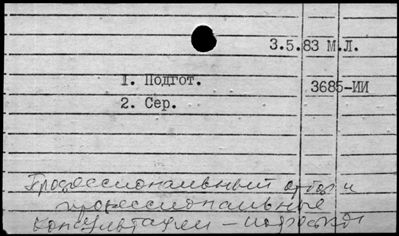 3.5.83 М.Л.
1. Подгот. 3685-ИИ
2. Сер.
Профессиональный отбор и
профессиональные
консультации -